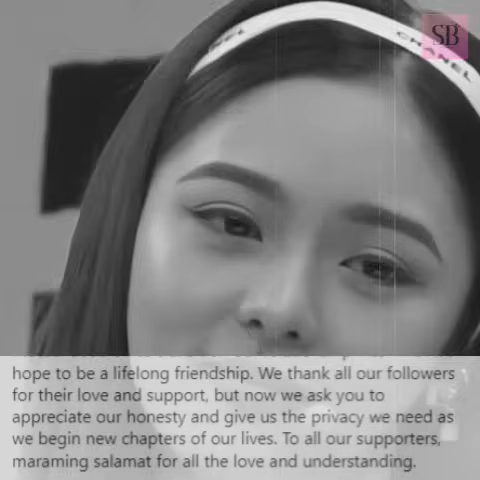 SB
CHANEL
hope to be a lifelong friendship. We thank all our followers
for their love and support, but now we ask you to
appreciate our honesty and give us the privacy we need as
we begin new chapters of our lives. To all our supporters,
maraming salamat for all the love and understanding.